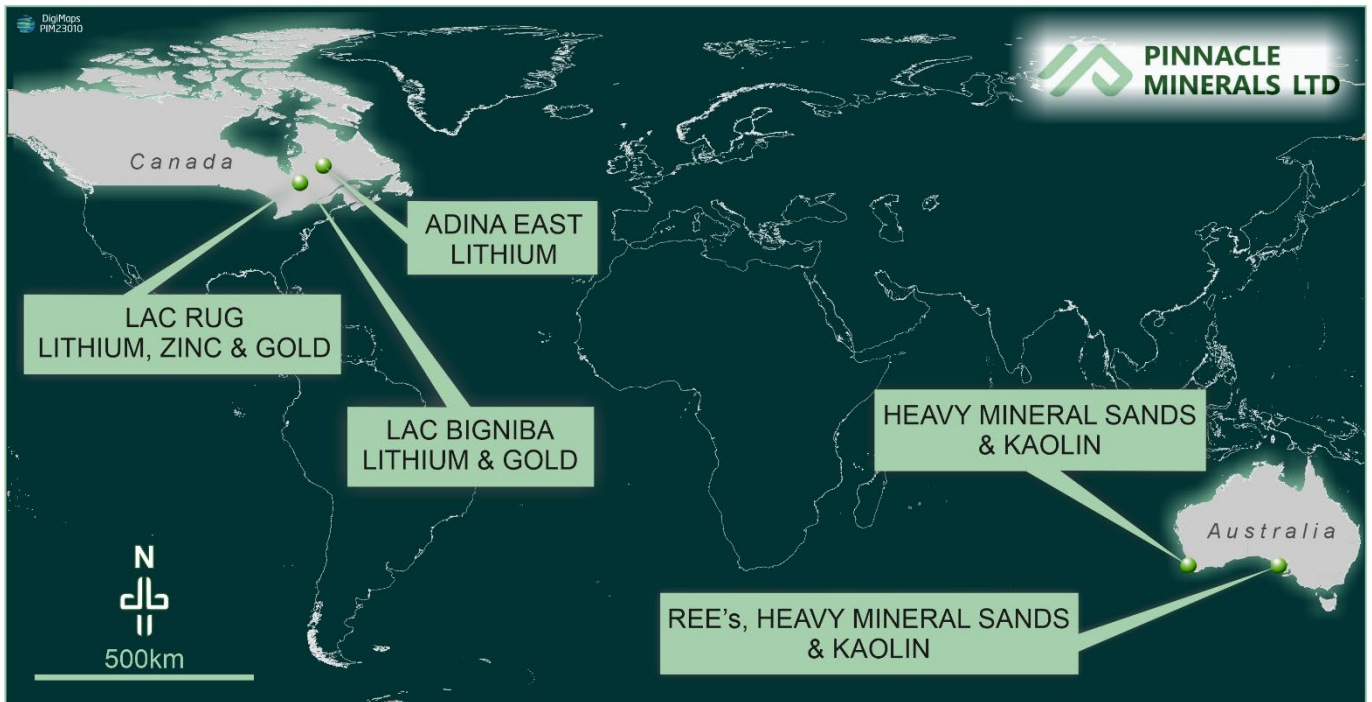 DigiMaps
PIM23010
PINNACLE
MINERALS LTD
Canada
ADINA EAST
LITHIUM
LAC RUG
LITHIUM, ZINC & GOLD
LAC BIGNIBA
LITHIUM & GOLD
HEAVY MINERAL SANDS
& KAOLIN
Australia
REE's, HEAVY MINERAL SANDS
& KAOLIN
N
500km